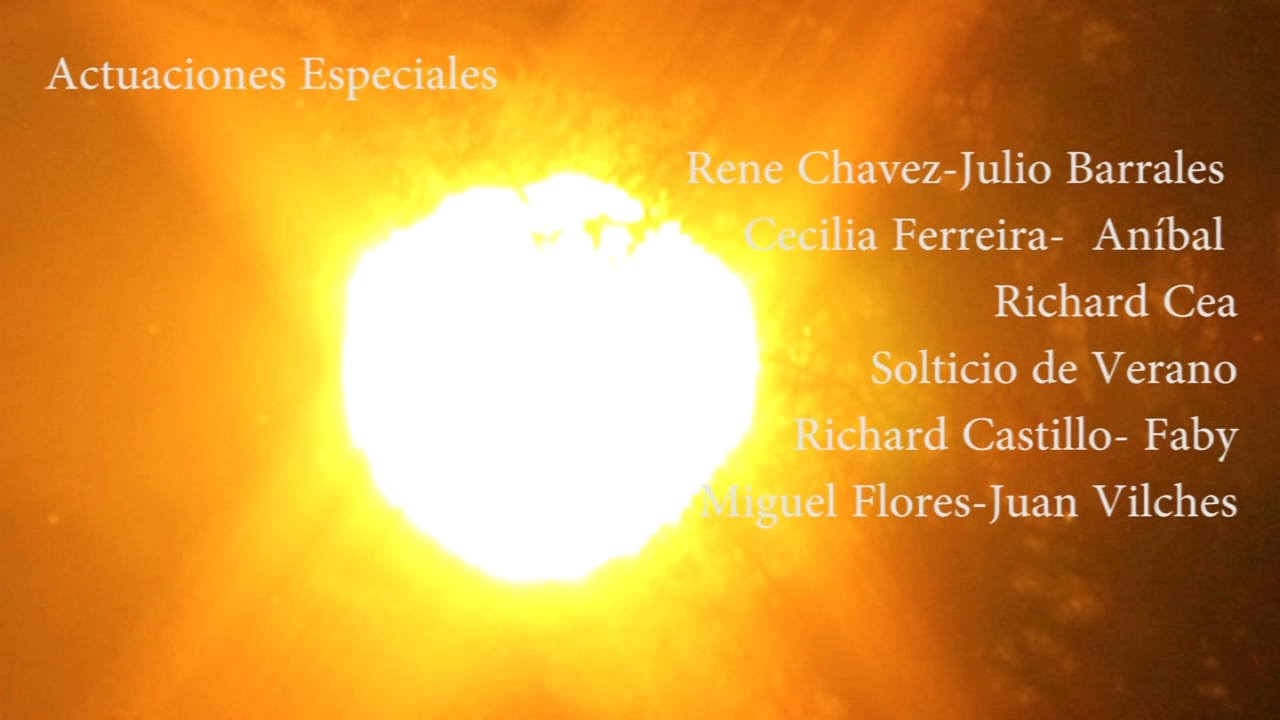 Actuaciones Especiales
Rene Chavez-Julio Barrales
Cecilia Ferreira-  Aníbal
Richard Cea
Solticio de Verano
Richard Castillo- Faby
Miguel Flores-Juan Vilches